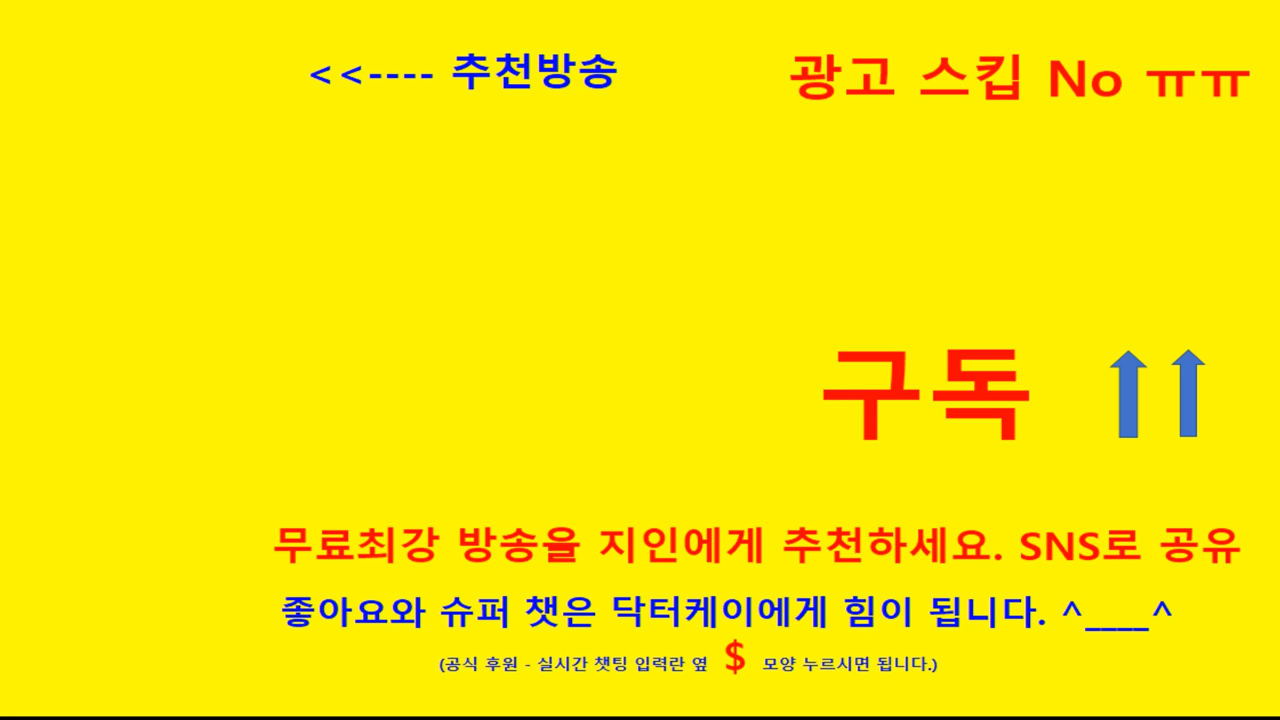 <<---- 추천방송
광고 스킵 No ㅠㅠ
구독
무료최강 방송을 지인에게 추천하세요. SNS로 공유
좋아요와 슈퍼 챗은 닥터케이에게 힘이 됩니다. ^____^
(공식 후원 - 실시간 챗팅 입력란 옆 $ 모양 누르시면 됩니다.)